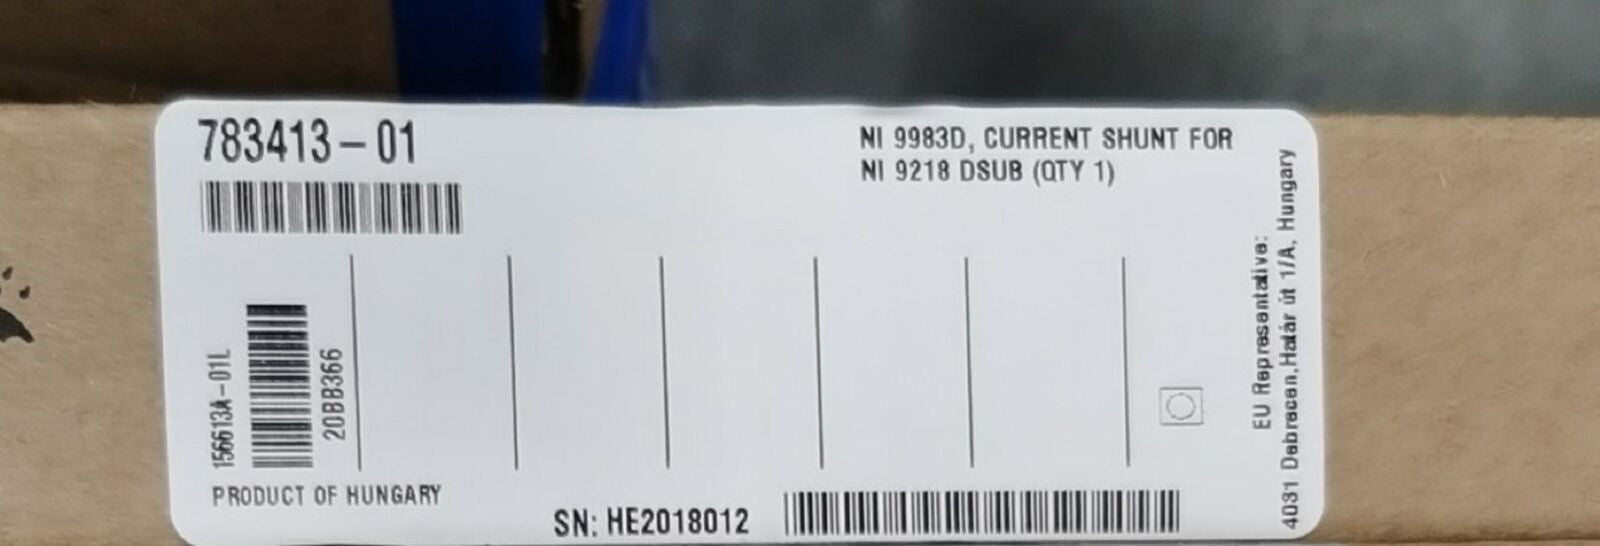 783413-01
NI 9983D, CURRENT SHUNT FOR
NI 9218 DSUB (QTY 1)
156613A-01L
20BB366
EU Representative:
4031 Debrecen,Határ út 1/A, Hungary
PRODUCT OF HUNGARY
SN: HE2018012